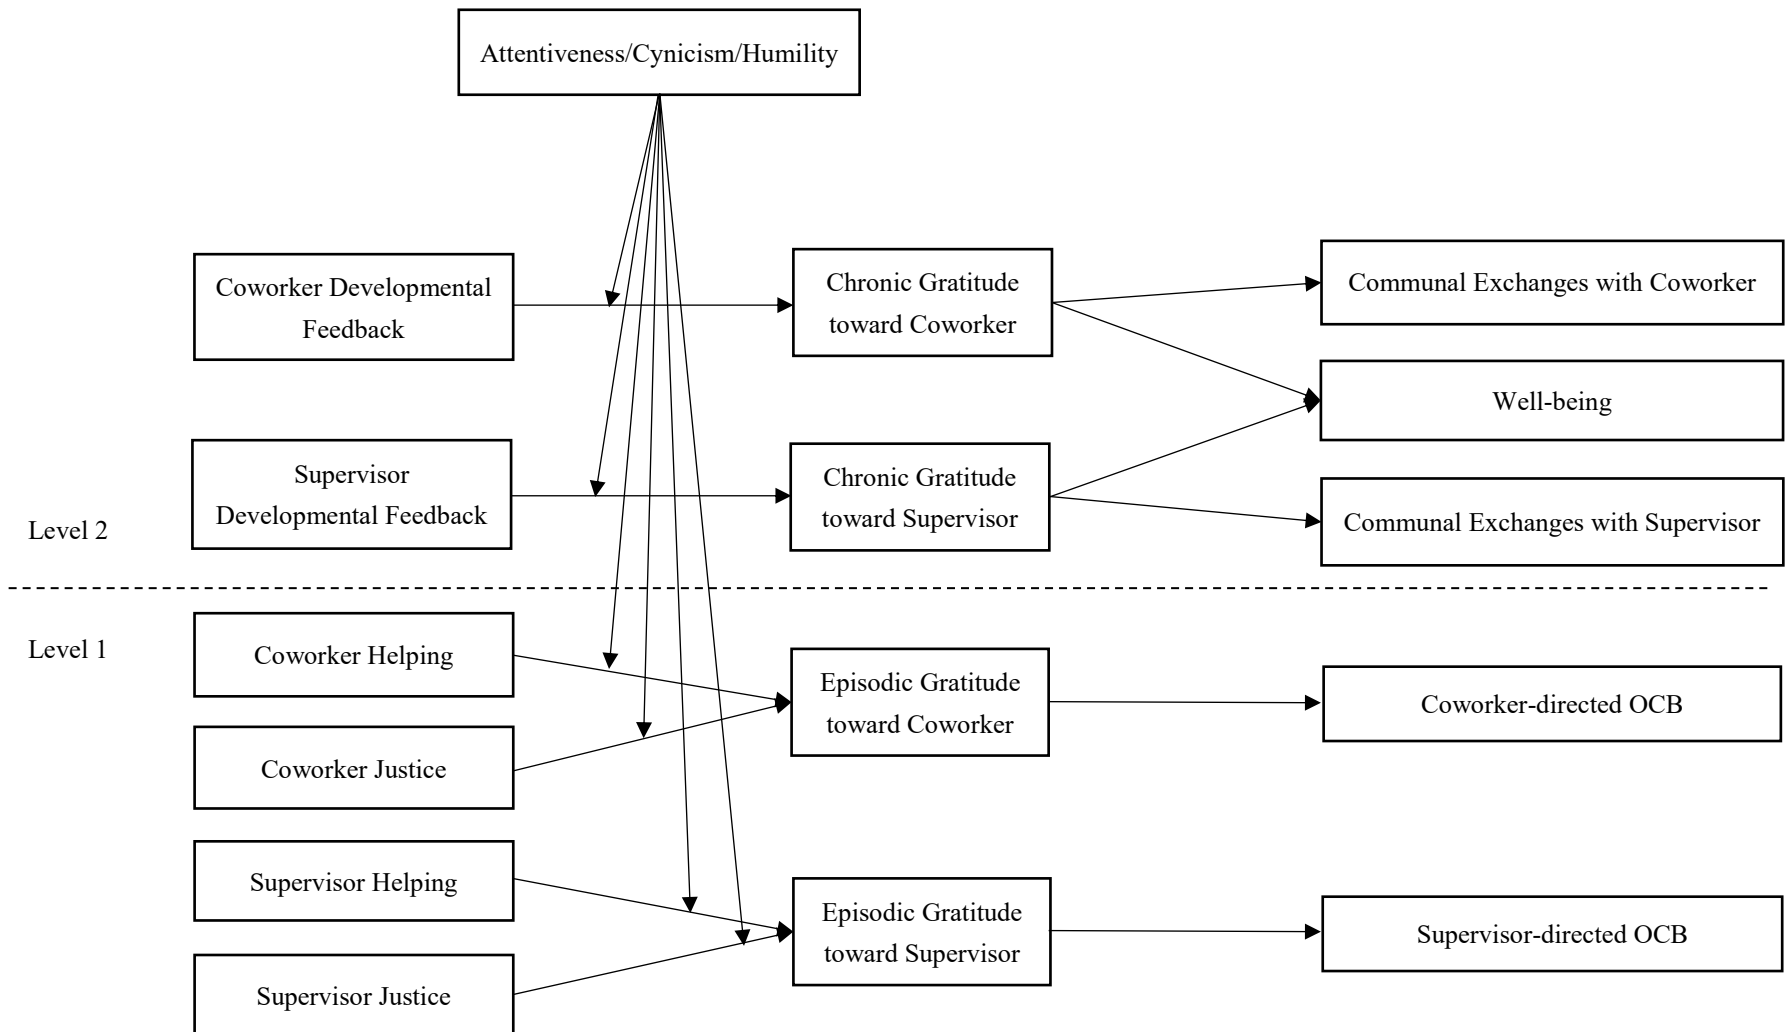 Attentiveness/Cynicism/Humility
Coworker Developmental
Feedback
Chronic Gratitude
toward Coworker
Communal Exchanges with Coworker
Well-being
Supervisor
Developmental Feedback
Chronic Gratitude
toward Supervisor
Communal Exchanges with Supervisor
Level 2
Level 1
Coworker Helping
Episodic Gratitude
toward Coworker
Coworker-directed OCB
Coworker Justice
Supervisor Helping
Episodic Gratitude
toward Supervisor
Supervisor-directed OCB
Supervisor Justice